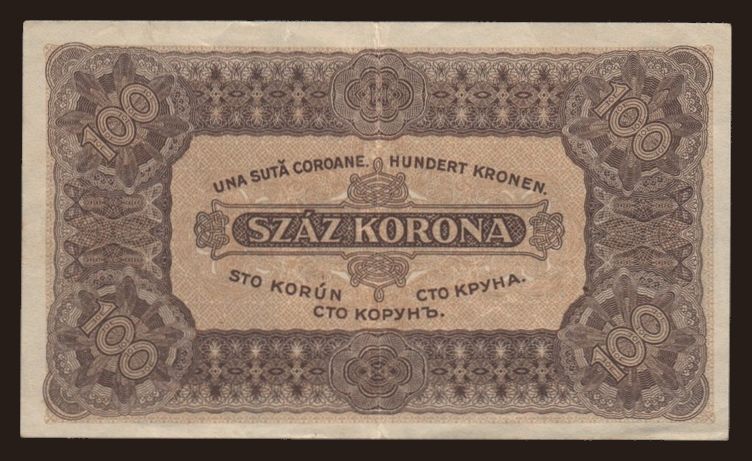 100 100
UNA SUTĂ COROANE. HUNDERT KRONEN.
SZÁZ KORONA
STO KORÚN СТО КРУНА.
СТО КОРУНЪ.
100 100